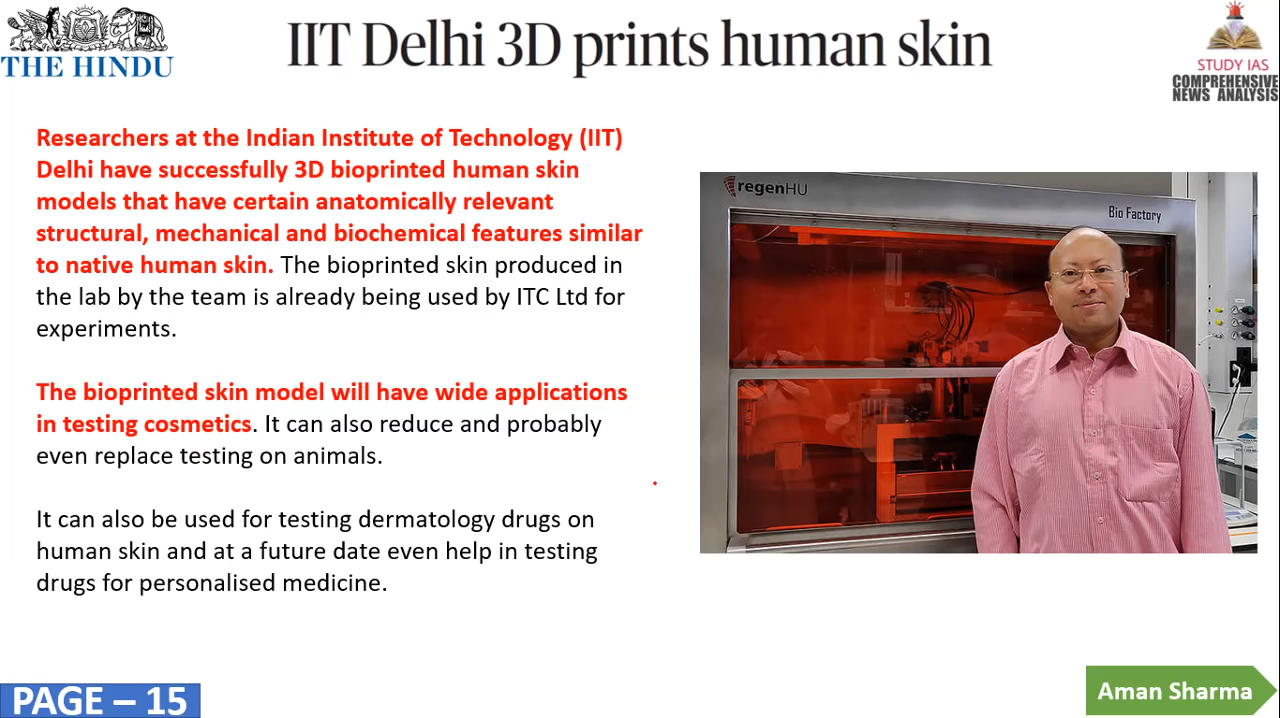 THE HINDU
IIT Delhi 3D prints human skin
STUDY IAS
COMPREHENSIVE
NEWS ANALYSIS
Researchers at the Indian Institute of Technology (IIT)
Delhi have successfully 3D bioprinted human skin
models that have certain anatomically relevant
structural, mechanical and biochemical features similar
to native human skin. The bioprinted skin produced in
the lab by the team is already being used by ITC Ltd for
experiments.
The bioprinted skin model will have wide applications
in testing cosmetics. It can also reduce and probably
even replace testing on animals.
It can also be used for testing dermatology drugs on
human skin and at a future date even help in testing
drugs for personalised medicine.
regenHU
Bio Factory
PAGE – 15
Aman Sharma